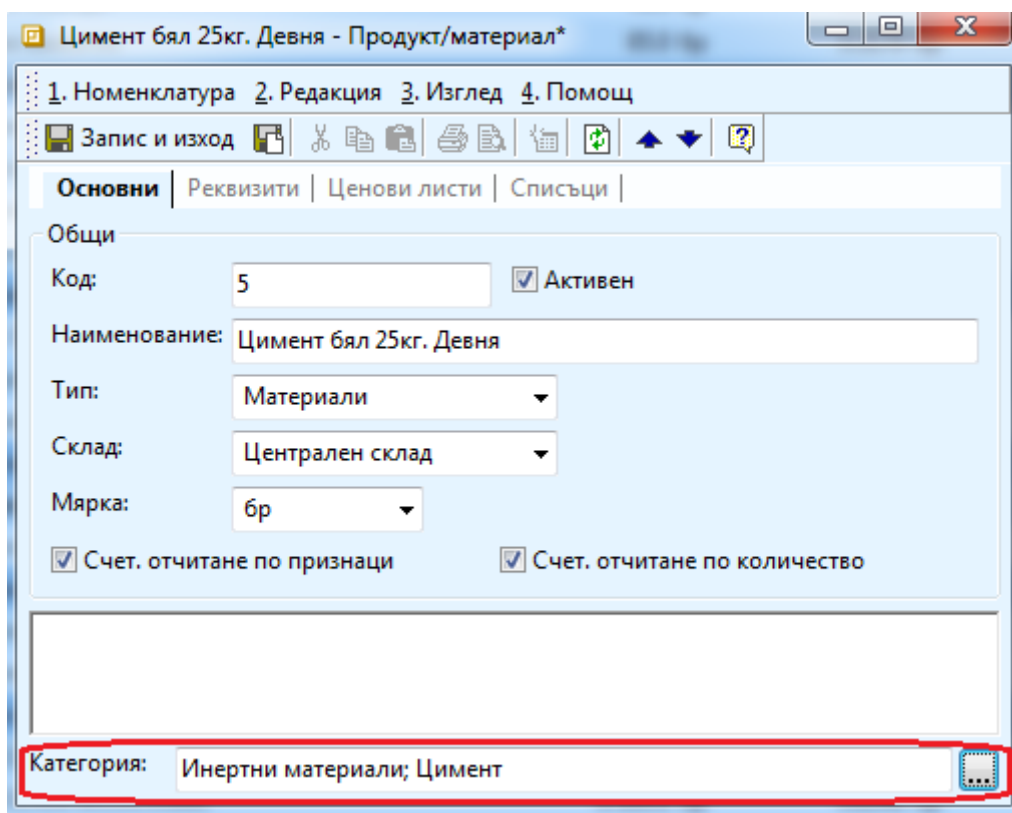 Цимент бял 25кг. Девня - Продукт/материал*
1. Номенклатура 2. Редакция 3. Изглед 4. Помощ
Запис и изход
Основни | Реквизити | Ценови листи | Списъци |
Общи
Код: 5 Активен
Наименование: Цимент бял 25кг. Девня
Тип: Материали
Склад: Централен склад
Мярка: бр
Счет. отчитане по признаци Счет. отчитане по количество
Категория: Инертни материали; Цимент ...